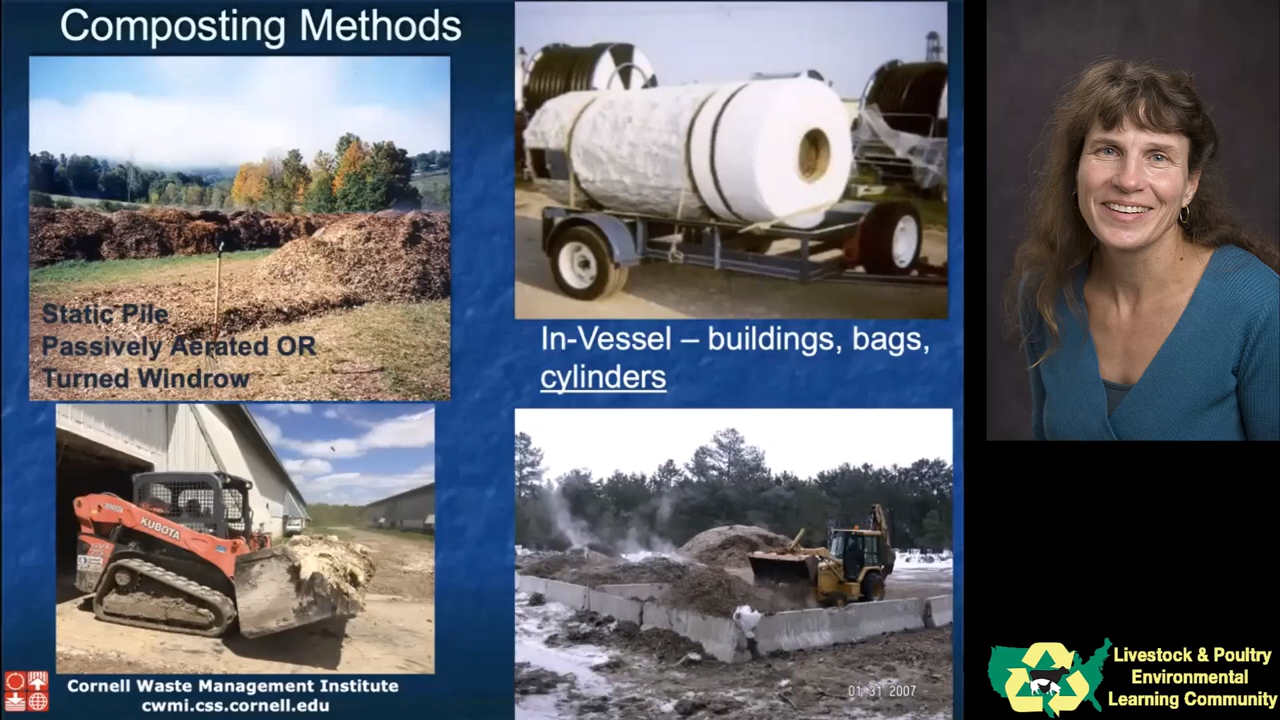 Composting Methods
Static Pile
Passively Aerated OR
Turned Windrow
In-Vessel – buildings, bags,
cylinders
KUBOTA
01 31 2007
Cornell Waste Management Institute
cwmi.css.cornell.edu
Livestock & Poultry
Environmental
Learning Community